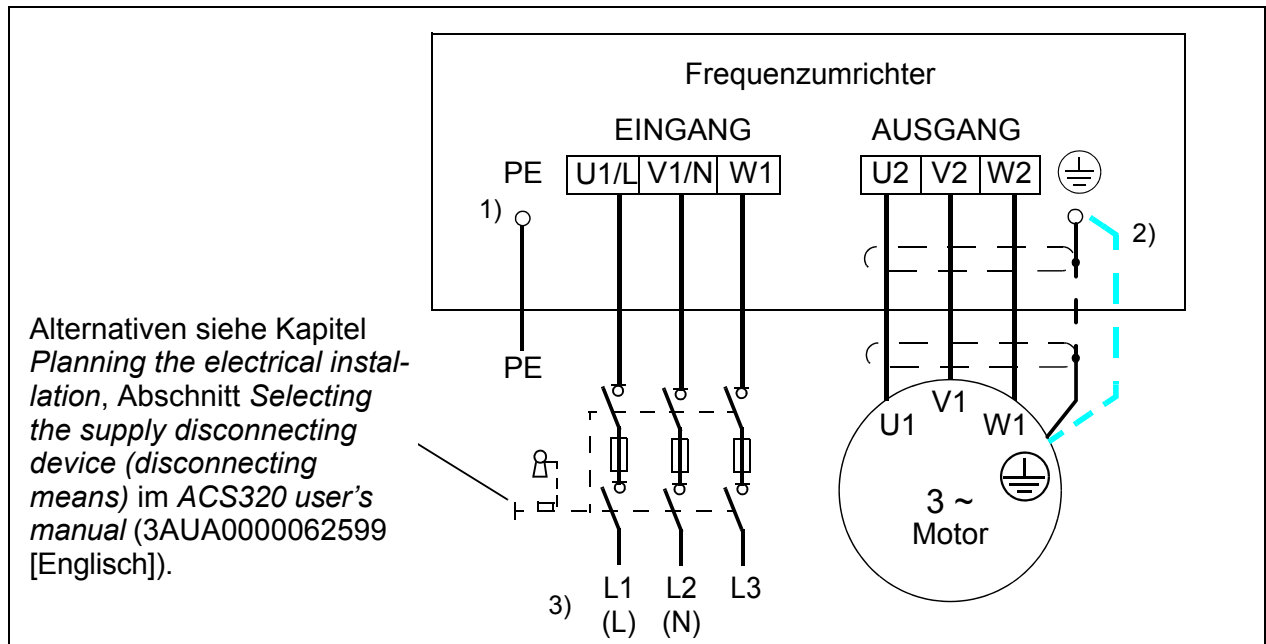 Frequenzumrichter
EINGANG
AUSGANG
PE
U1/L V1/N W1
U2 V2 W2
1)
2)
Alternativen siehe Kapitel
Planning the electrical instal-
lation, Abschnitt Selecting
the supply disconnecting
device (disconnecting
means) im ACS320 user’s
manual (3AUA0000062599
[Englisch]).
PE
U1 V1 W1
3 ~
Motor
3)
L1 L2 L3
(L) (N)